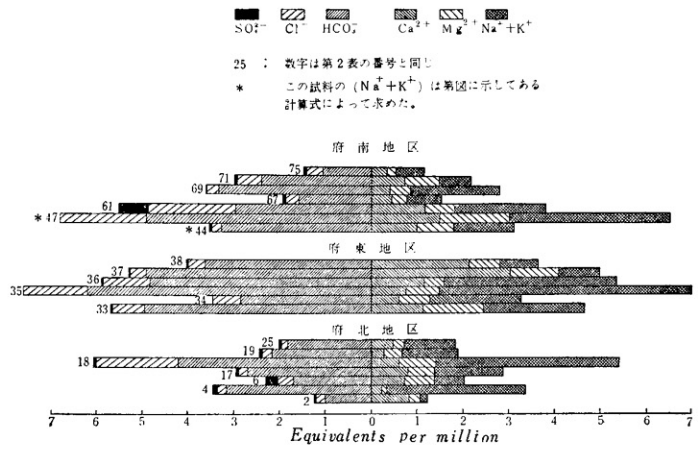 SO₄²⁻ Cl⁻ HCO₃⁻ Ca²⁺ Mg²⁺ Na⁺+K⁺
25 : 数字は第2表の番号と同じ
* この試料の (Na⁺+K⁺) は第図に示してある
計算式によって求めた。
府南地区
75
71
69
67
61
*47
*44
府東地区
38
37
36
35
34
33
府北地区
25
19
18
17
6
4
2
7 6 5 4 3 2 1 0 1 2 3 4 5 6 7
Equivalents per million